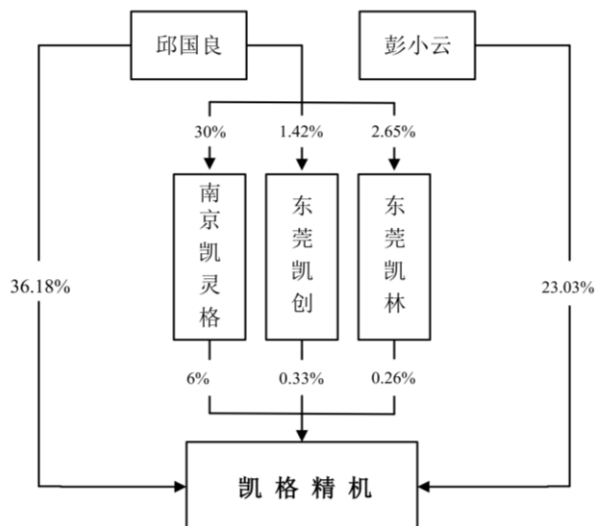 邱国良
彭小云
30%
1.42%
2.65%
南京凯灵格
东莞凯创
东莞凯林
36.18%
23.03%
6%
0.33%
0.26%
凯格精机